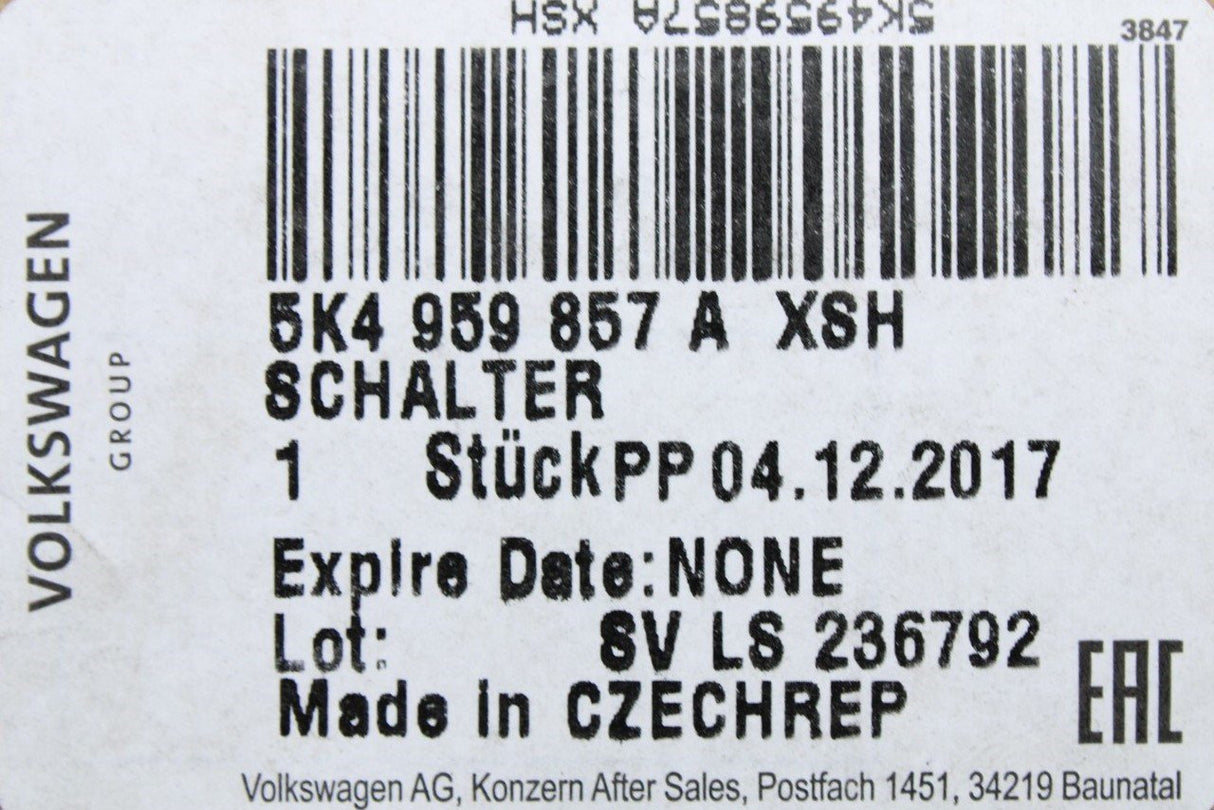 5K4959857A XSH
3847
5K4 959 857 A XSH
SCHALTER
1 Stück PP 04.12.2017
Expire Date: NONE
Lot: SV LS 236792
Made in CZECHREP
EAC
Volkswagen AG, Konzern After Sales, Postfach 1451, 34219 Baunatal
VOLKSWAGEN
GROUP